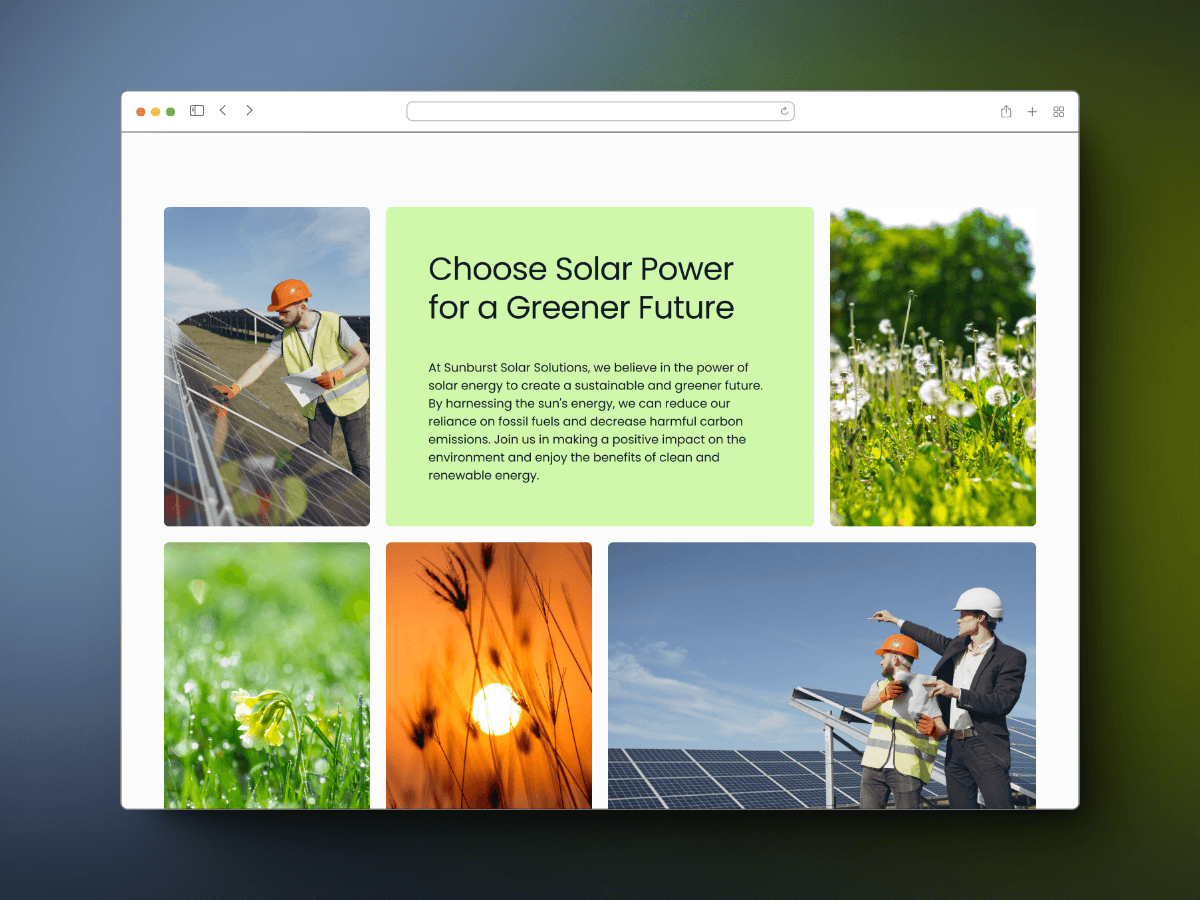 Choose Solar Power
for a Greener Future
At Sunburst Solar Solutions, we believe in the power of
solar energy to create a sustainable and greener future.
By harnessing the sun's energy, we can reduce our
reliance on fossil fuels and decrease harmful carbon
emissions. Join us in making a positive impact on the
environment and enjoy the benefits of clean and
renewable energy.